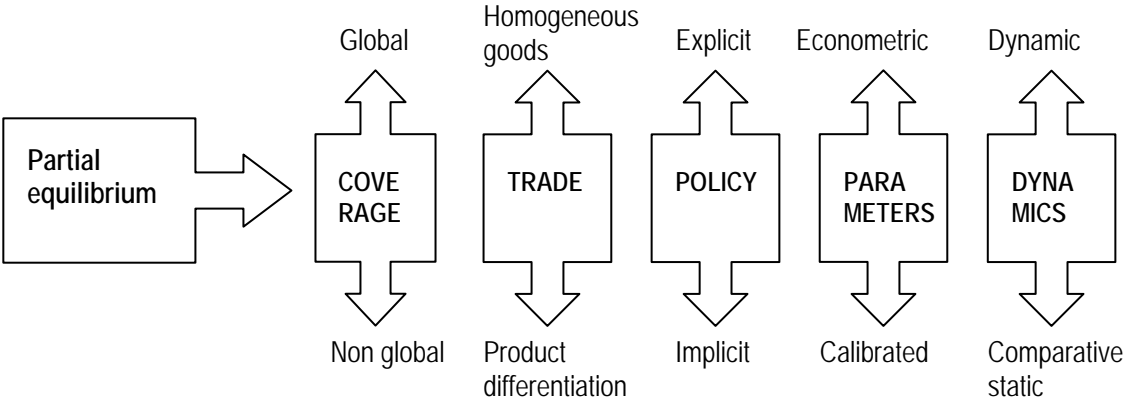 Global
Homogeneous
goods
Explicit
Econometric
Dynamic
Partial
equilibrium
COVE
RAGE
TRADE
POLICY
PARA
METERS
DYNA
MICS
Non global
Product
differentiation
Implicit
Calibrated
Comparative
static